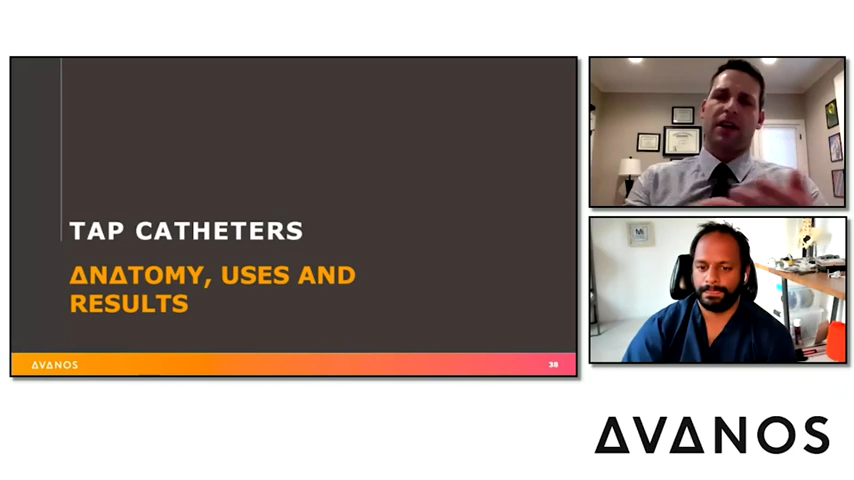 TAP CATHETERS
ΔNΔTOMY, USES AND
RESULTS
ΔVΔNOS
38
ΔVΔNOS